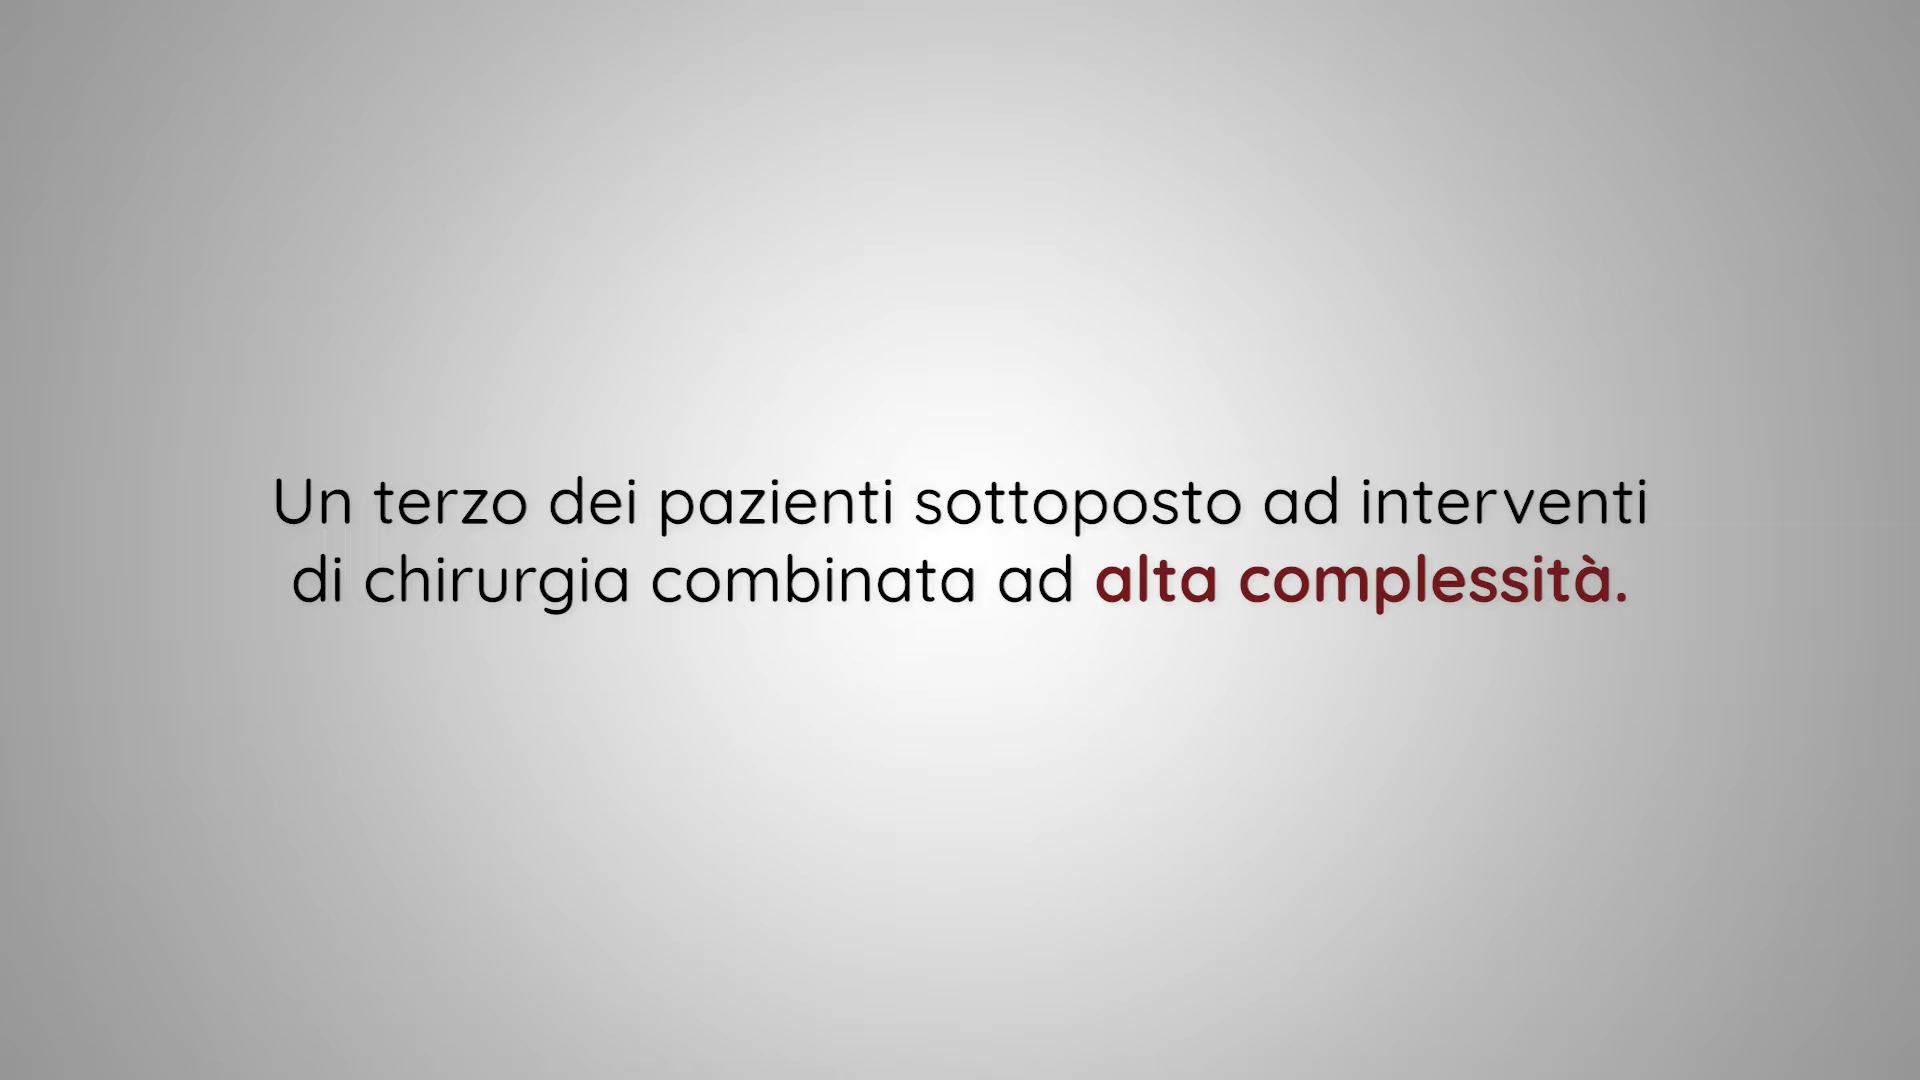 Un terzo dei pazienti sottoposto ad interventi
di chirurgia combinata ad alta complessità.